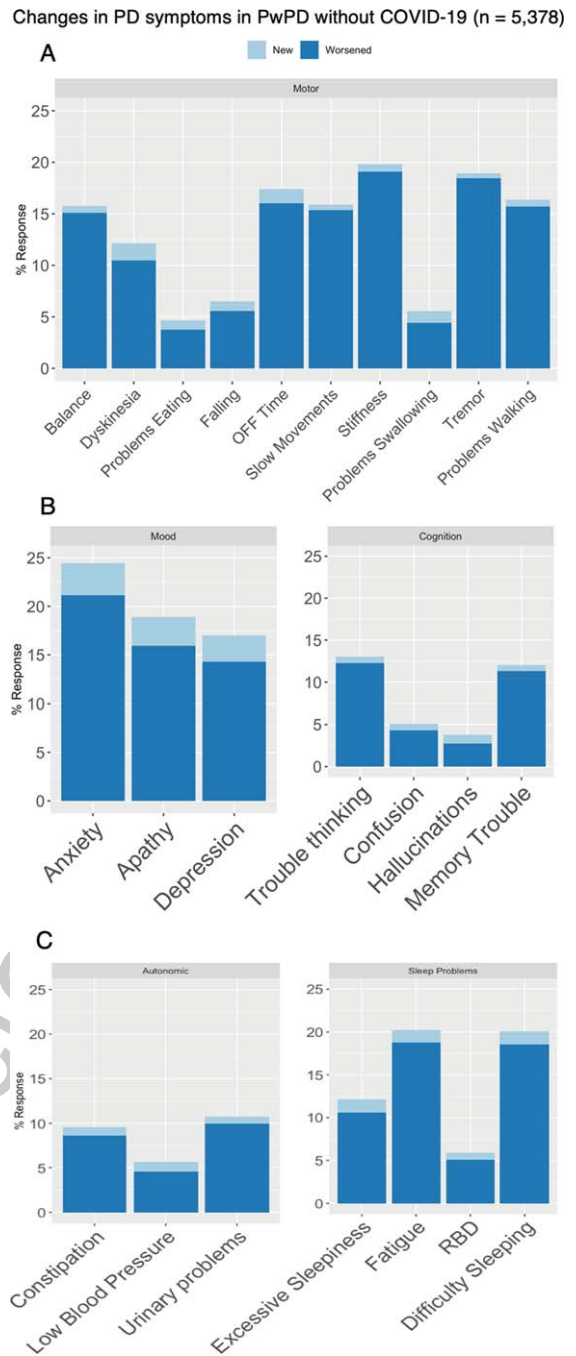 Changes in PD symptoms in PwPD without COVID-19 (n = 5,378)
A
New Worsened
Motor
% Response
25
20
15
10
5
0
Balance
Dyskinesia
Problems Eating
Falling
OFF Time
Slow Movements
Stiffness
Problems Swallowing
Tremor
Problems Walking
B
Mood
% Response
25
20
15
10
5
0
Anxiety
Apathy
Depression
Cognition
25
20
15
10
5
0
Trouble thinking
Confusion
Hallucinations
Memory Trouble
C
Autonomic
% Response
25
20
15
10
5
0
Constipation
Low Blood Pressure
Urinary problems
Sleep Problems
25
20
15
10
5
0
Excessive Sleepiness
Fatigue
RBD
Difficulty Sleeping